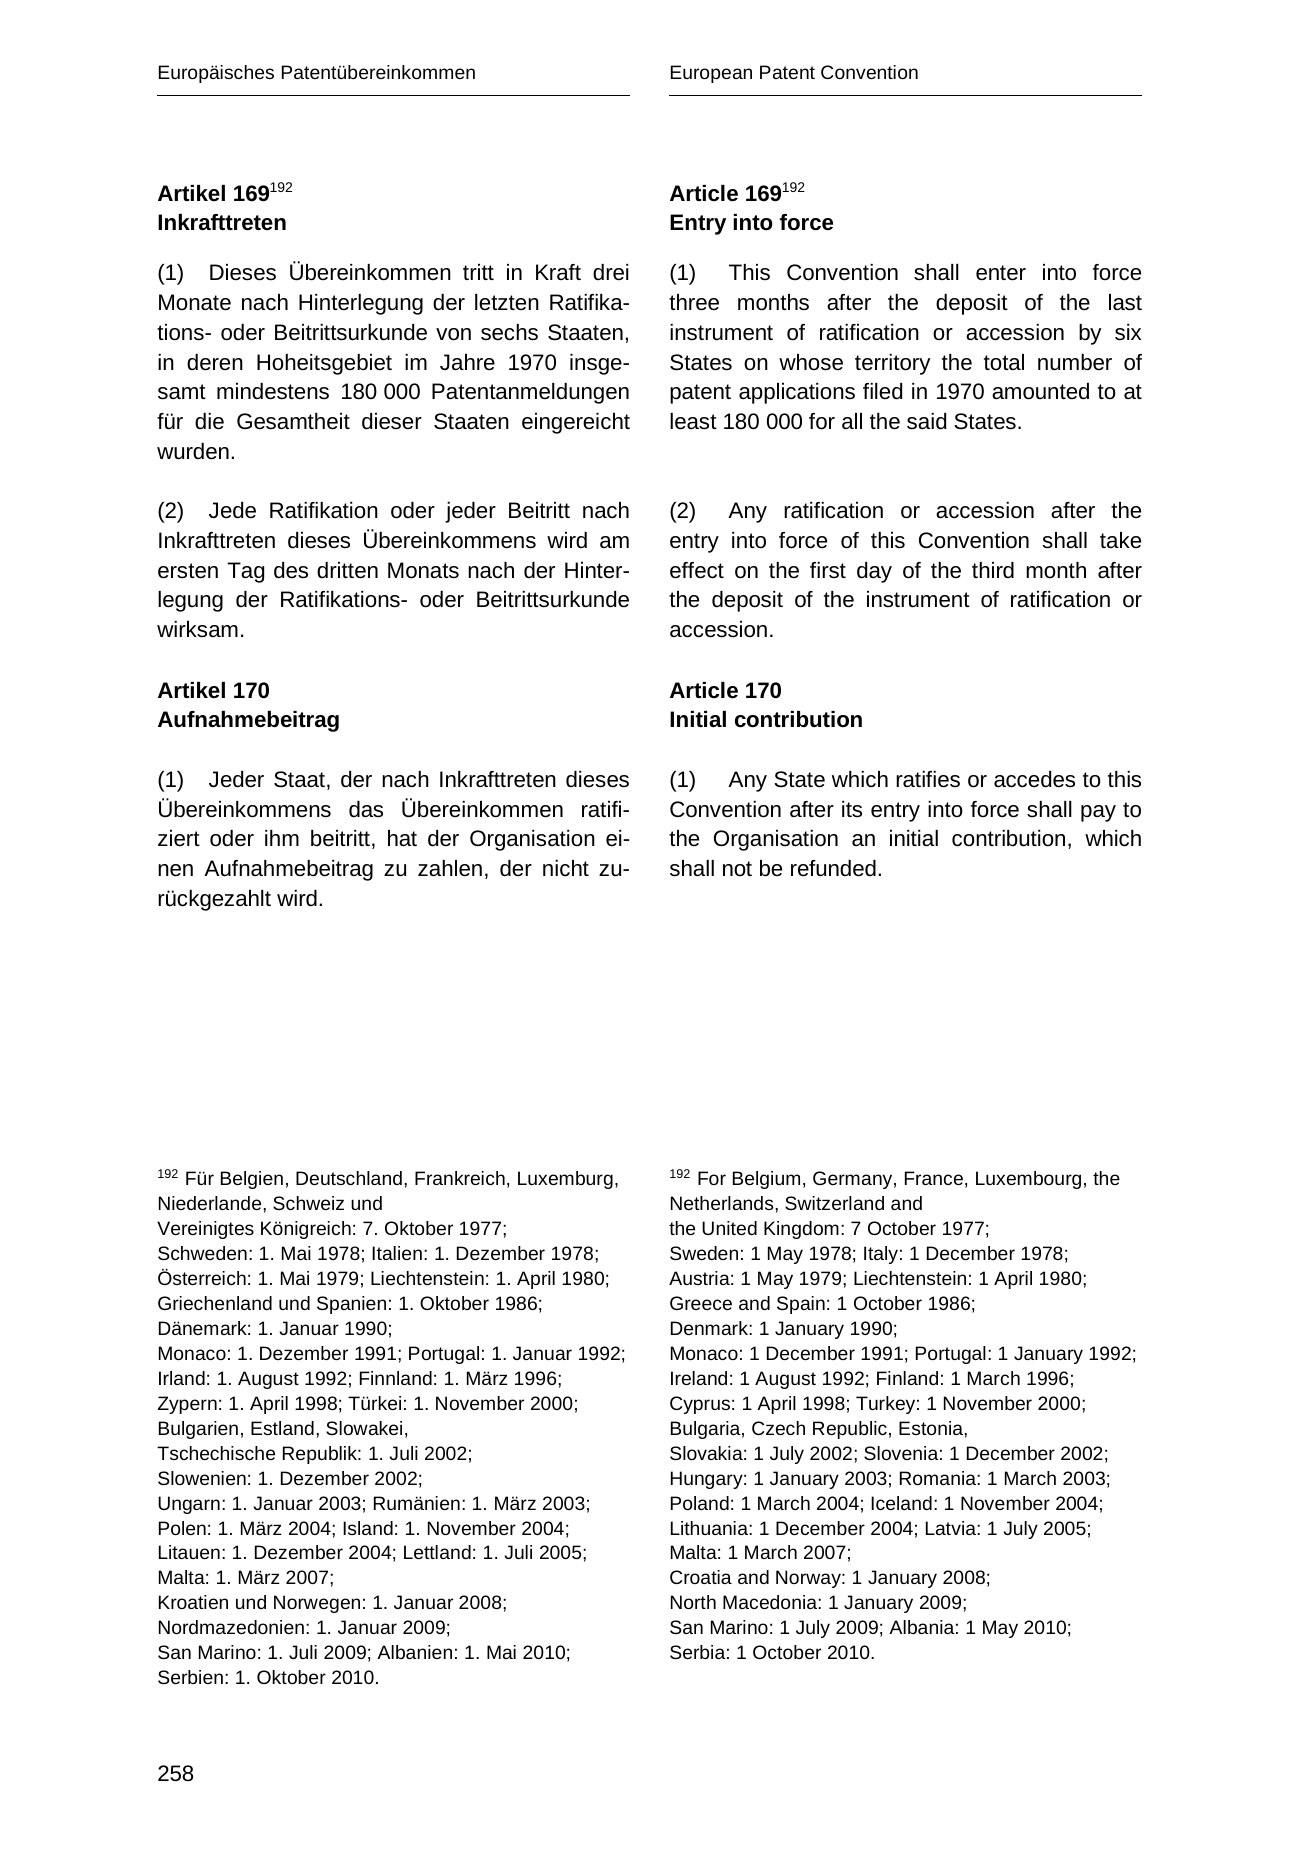 Europäisches Patentübereinkommen
Artikel 169192
Inkrafttreten
(1) Dieses Übereinkommen tritt in Kraft drei
Monate nach Hinterlegung der letzten Ratifika-
tions- oder Beitrittsurkunde von sechs Staaten,
in deren Hoheitsgebiet im Jahre 1970 insge-
samt mindestens 180 000 Patentanmeldungen
für die Gesamtheit dieser Staaten eingereicht
wurden.
(2) Jede Ratifikation oder jeder Beitritt nach
Inkrafttreten dieses Übereinkommens wird am
ersten Tag des dritten Monats nach der Hinter-
legung der Ratifikations- oder Beitrittsurkunde
wirksam.
Artikel 170
Aufnahmebeitrag
(1) Jeder Staat, der nach Inkrafttreten dieses
Übereinkommens das Übereinkommen ratifi-
ziert oder ihm beitritt, hat der Organisation ei-
nen Aufnahmebeitrag zu zahlen, der nicht zu-
rückgezahlt wird.
192 Für Belgien, Deutschland, Frankreich, Luxemburg,
Niederlande, Schweiz und
Vereinigtes Königreich: 7. Oktober 1977;
Schweden: 1. Mai 1978; Italien: 1. Dezember 1978;
Österreich: 1. Mai 1979; Liechtenstein: 1. April 1980;
Griechenland und Spanien: 1. Oktober 1986;
Dänemark: 1. Januar 1990;
Monaco: 1. Dezember 1991; Portugal: 1. Januar 1992;
Irland: 1. August 1992; Finnland: 1. März 1996;
Zypern: 1. April 1998; Türkei: 1. November 2000;
Bulgarien, Estland, Slowakei,
Tschechische Republik: 1. Juli 2002;
Slowenien: 1. Dezember 2002;
Ungarn: 1. Januar 2003; Rumänien: 1. März 2003;
Polen: 1. März 2004; Island: 1. November 2004;
Litauen: 1. Dezember 2004; Lettland: 1. Juli 2005;
Malta: 1. März 2007;
Kroatien und Norwegen: 1. Januar 2008;
Nordmazedonien: 1. Januar 2009;
San Marino: 1. Juli 2009; Albanien: 1. Mai 2010;
Serbien: 1. Oktober 2010.
European Patent Convention
Article 169192
Entry into force
(1) This Convention shall enter into force
three months after the deposit of the last
instrument of ratification or accession by six
States on whose territory the total number of
patent applications filed in 1970 amounted to at
least 180 000 for all the said States.
(2) Any ratification or accession after the
entry into force of this Convention shall take
effect on the first day of the third month after
the deposit of the instrument of ratification or
accession.
Article 170
Initial contribution
(1) Any State which ratifies or accedes to this
Convention after its entry into force shall pay to
the Organisation an initial contribution, which
shall not be refunded.
192 For Belgium, Germany, France, Luxembourg, the
Netherlands, Switzerland and
the United Kingdom: 7 October 1977;
Sweden: 1 May 1978; Italy: 1 December 1978;
Austria: 1 May 1979; Liechtenstein: 1 April 1980;
Greece and Spain: 1 October 1986;
Denmark: 1 January 1990;
Monaco: 1 December 1991; Portugal: 1 January 1992;
Ireland: 1 August 1992; Finland: 1 March 1996;
Cyprus: 1 April 1998; Turkey: 1 November 2000;
Bulgaria, Czech Republic, Estonia,
Slovakia: 1 July 2002; Slovenia: 1 December 2002;
Hungary: 1 January 2003; Romania: 1 March 2003;
Poland: 1 March 2004; Iceland: 1 November 2004;
Lithuania: 1 December 2004; Latvia: 1 July 2005;
Malta: 1 March 2007;
Croatia and Norway: 1 January 2008;
North Macedonia: 1 January 2009;
San Marino: 1 July 2009; Albania: 1 May 2010;
Serbia: 1 October 2010.
258